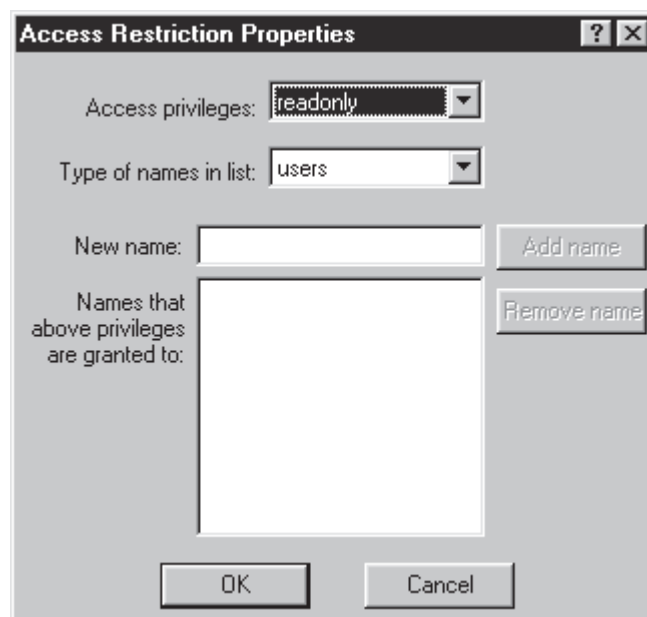 Access Restriction Properties
Access privileges: readonly
Type of names in list: users
New name:
Add name
Names that
above privileges
are granted to:
Remove name
OK
Cancel